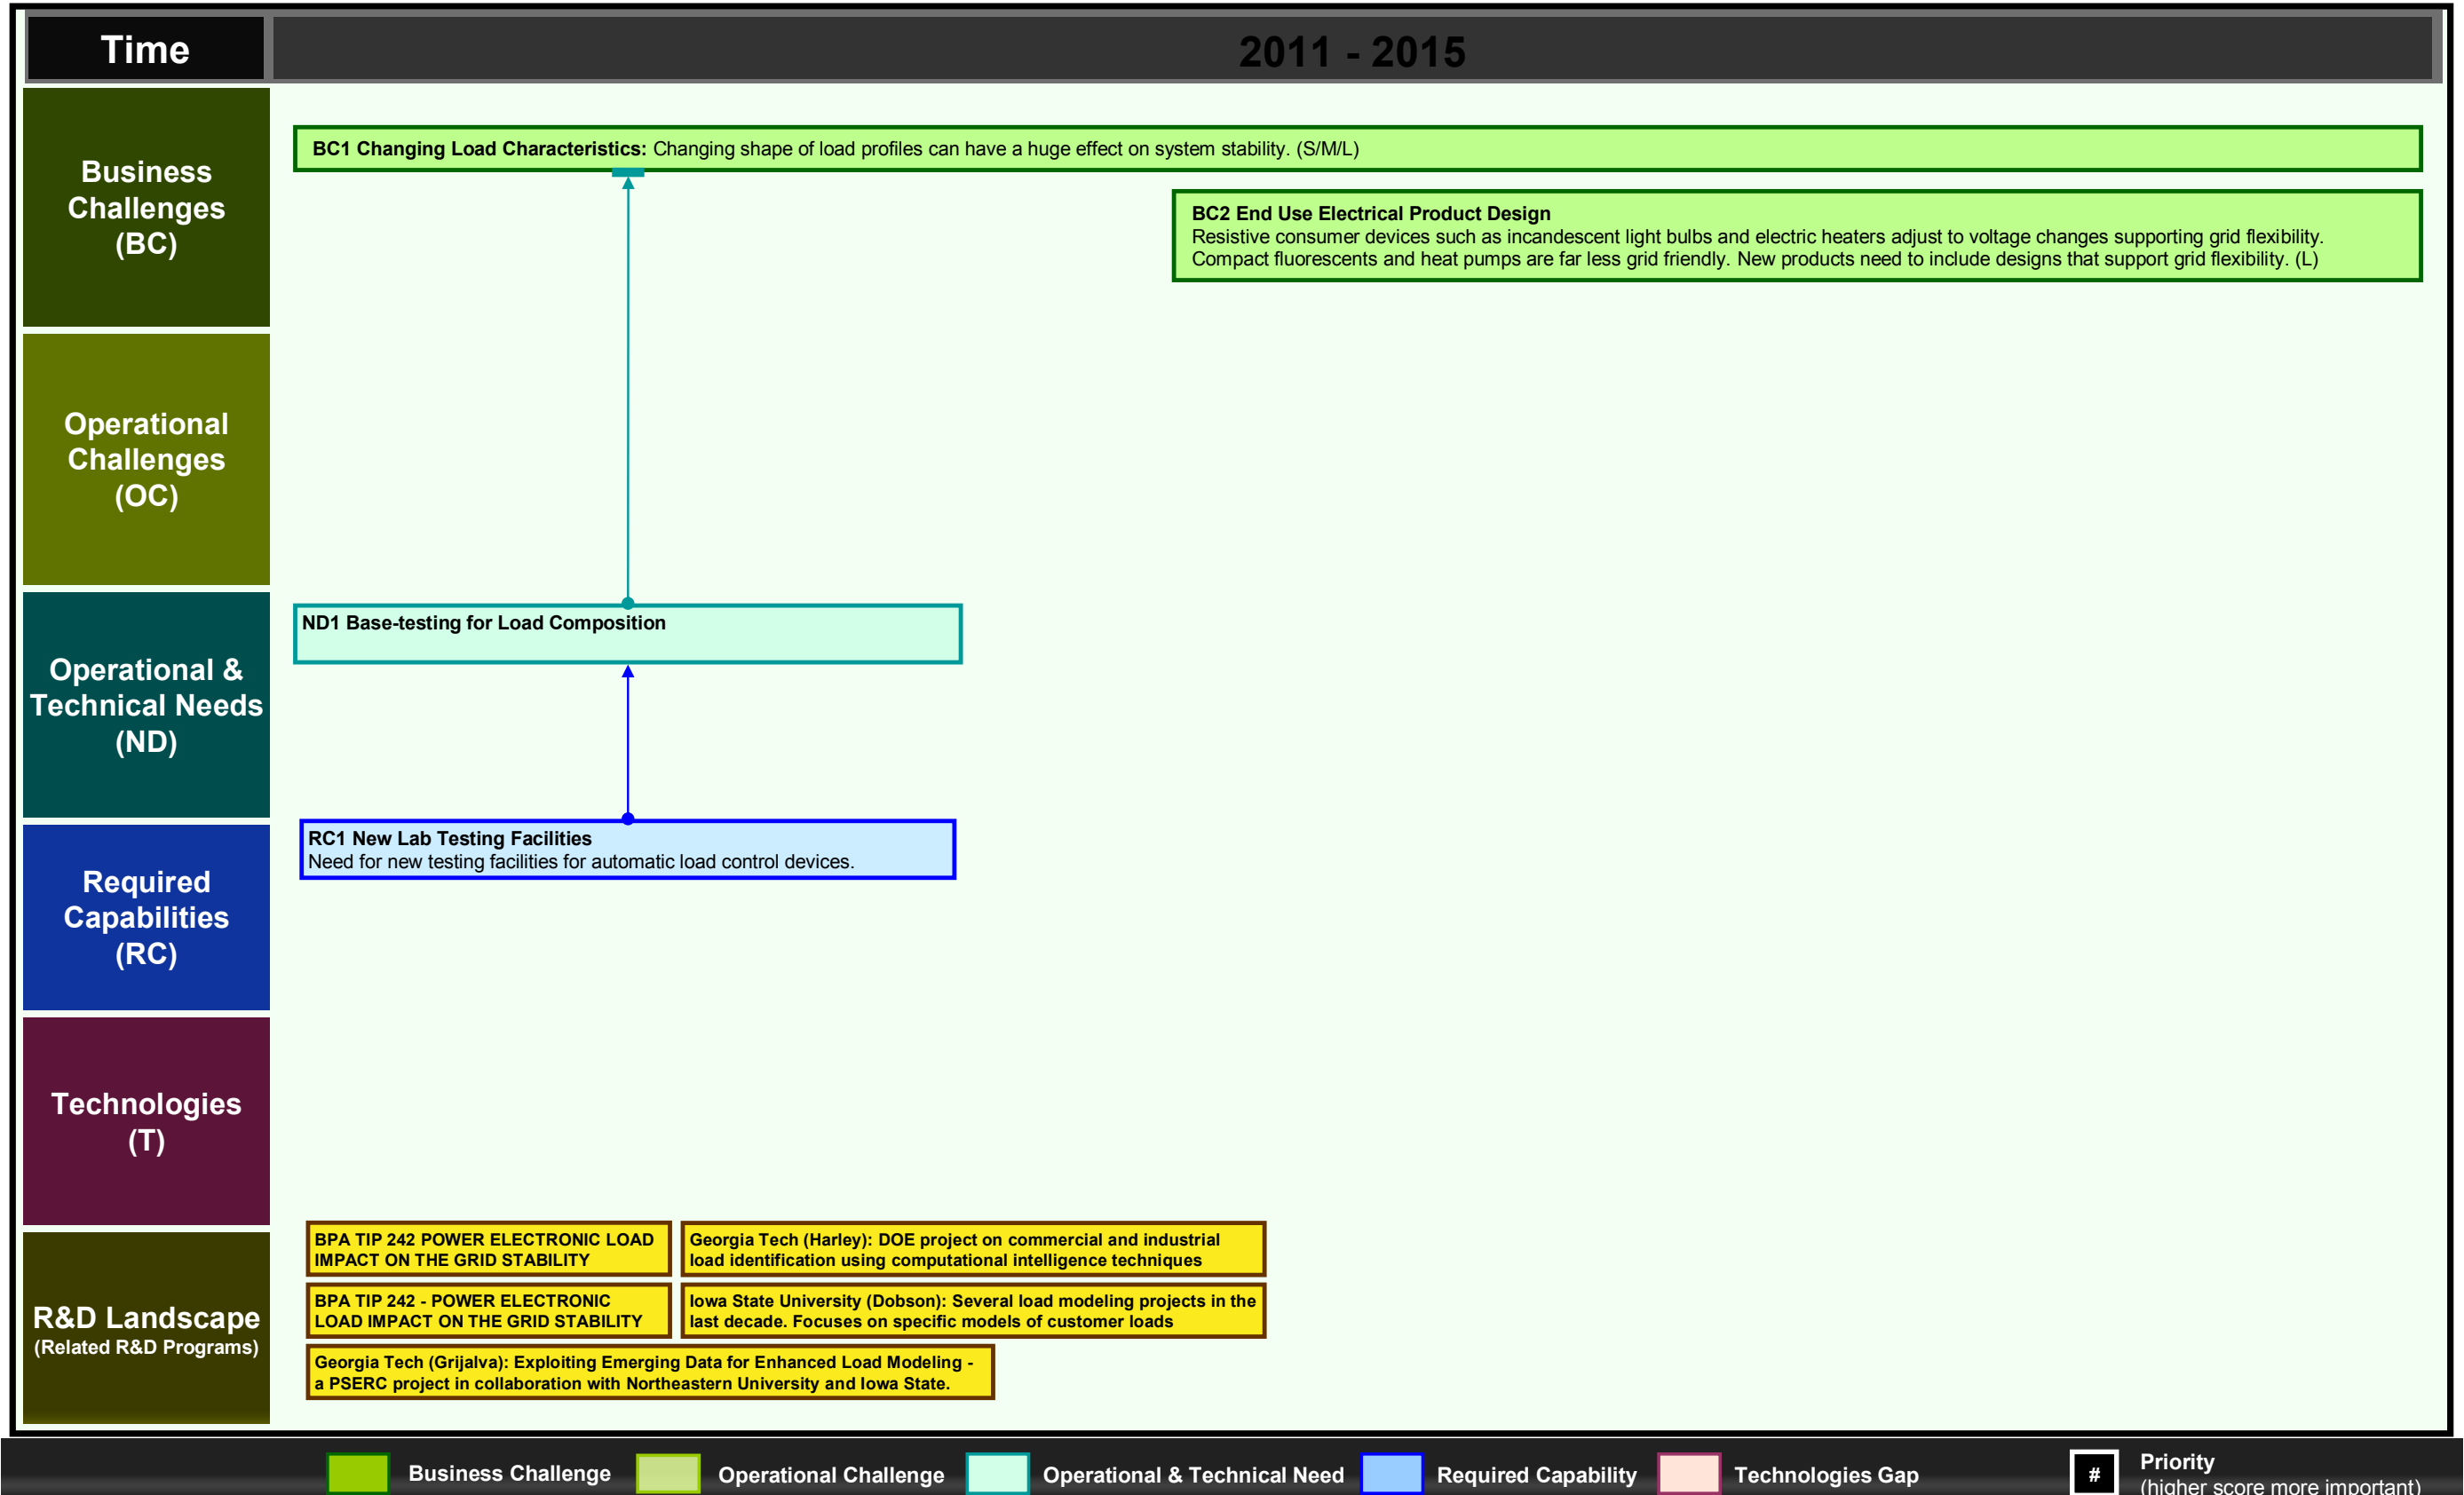 Time
2011 - 2015
Business
Challenges
(BC)
BC1 Changing Load Characteristics: Changing shape of load profiles can have a huge effect on system stability. (S/M/L)
BC2 End Use Electrical Product Design
Resistive consumer devices such as incandescent light bulbs and electric heaters adjust to voltage changes supporting grid flexibility.
Compact fluorescents and heat pumps are far less grid friendly. New products need to include designs that support grid flexibility. (L)
Operational
Challenges
(OC)
Operational &
Technical Needs
(ND)
ND1 Base-testing for Load Composition
Required
Capabilities
(RC)
RC1 New Lab Testing Facilities
Need for new testing facilities for automatic load control devices.
Technologies
(T)
R&D Landscape
(Related R&D Programs)
BPA TIP 242 POWER ELECTRONIC LOAD
IMPACT ON THE GRID STABILITY
Georgia Tech (Harley): DOE project on commercial and industrial
load identification using computational intelligence techniques
BPA TIP 242 - POWER ELECTRONIC
LOAD IMPACT ON THE GRID STABILITY
Iowa State University (Dobson): Several load modeling projects in the
last decade. Focuses on specific models of customer loads
Georgia Tech (Grijalva): Exploiting Emerging Data for Enhanced Load Modeling -
a PSERC project in collaboration with Northeastern University and Iowa State.
Business Challenge
Operational Challenge
Operational & Technical Need
Required Capability
Technologies Gap
#
Priority
(higher score more important)